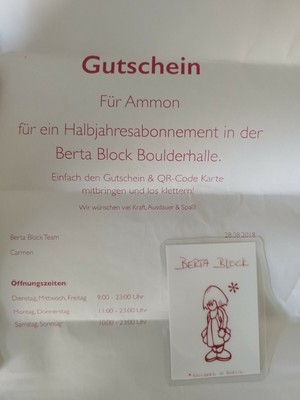 Gutschein
Für Ammon
für ein Halbjahresabonnement in der
Berta Block Boulderhalle.
Einfach den Gutschein & QR-Code Karte
mitbringen und los klettern!
Wir wünschen viel Kraft, Ausdauer & Spaß!
Berta Block Team
28.08.2018
Carmen
BERTA BLOCK
Öffnungszeiten
Dienstag, Mittwoch, Freitag 9:00 - 23:00 Uhr
Montag, Donnerstag 11:00 - 23:00 Uhr
Samstag, Sonntag 10:00 - 23:00 Uhr